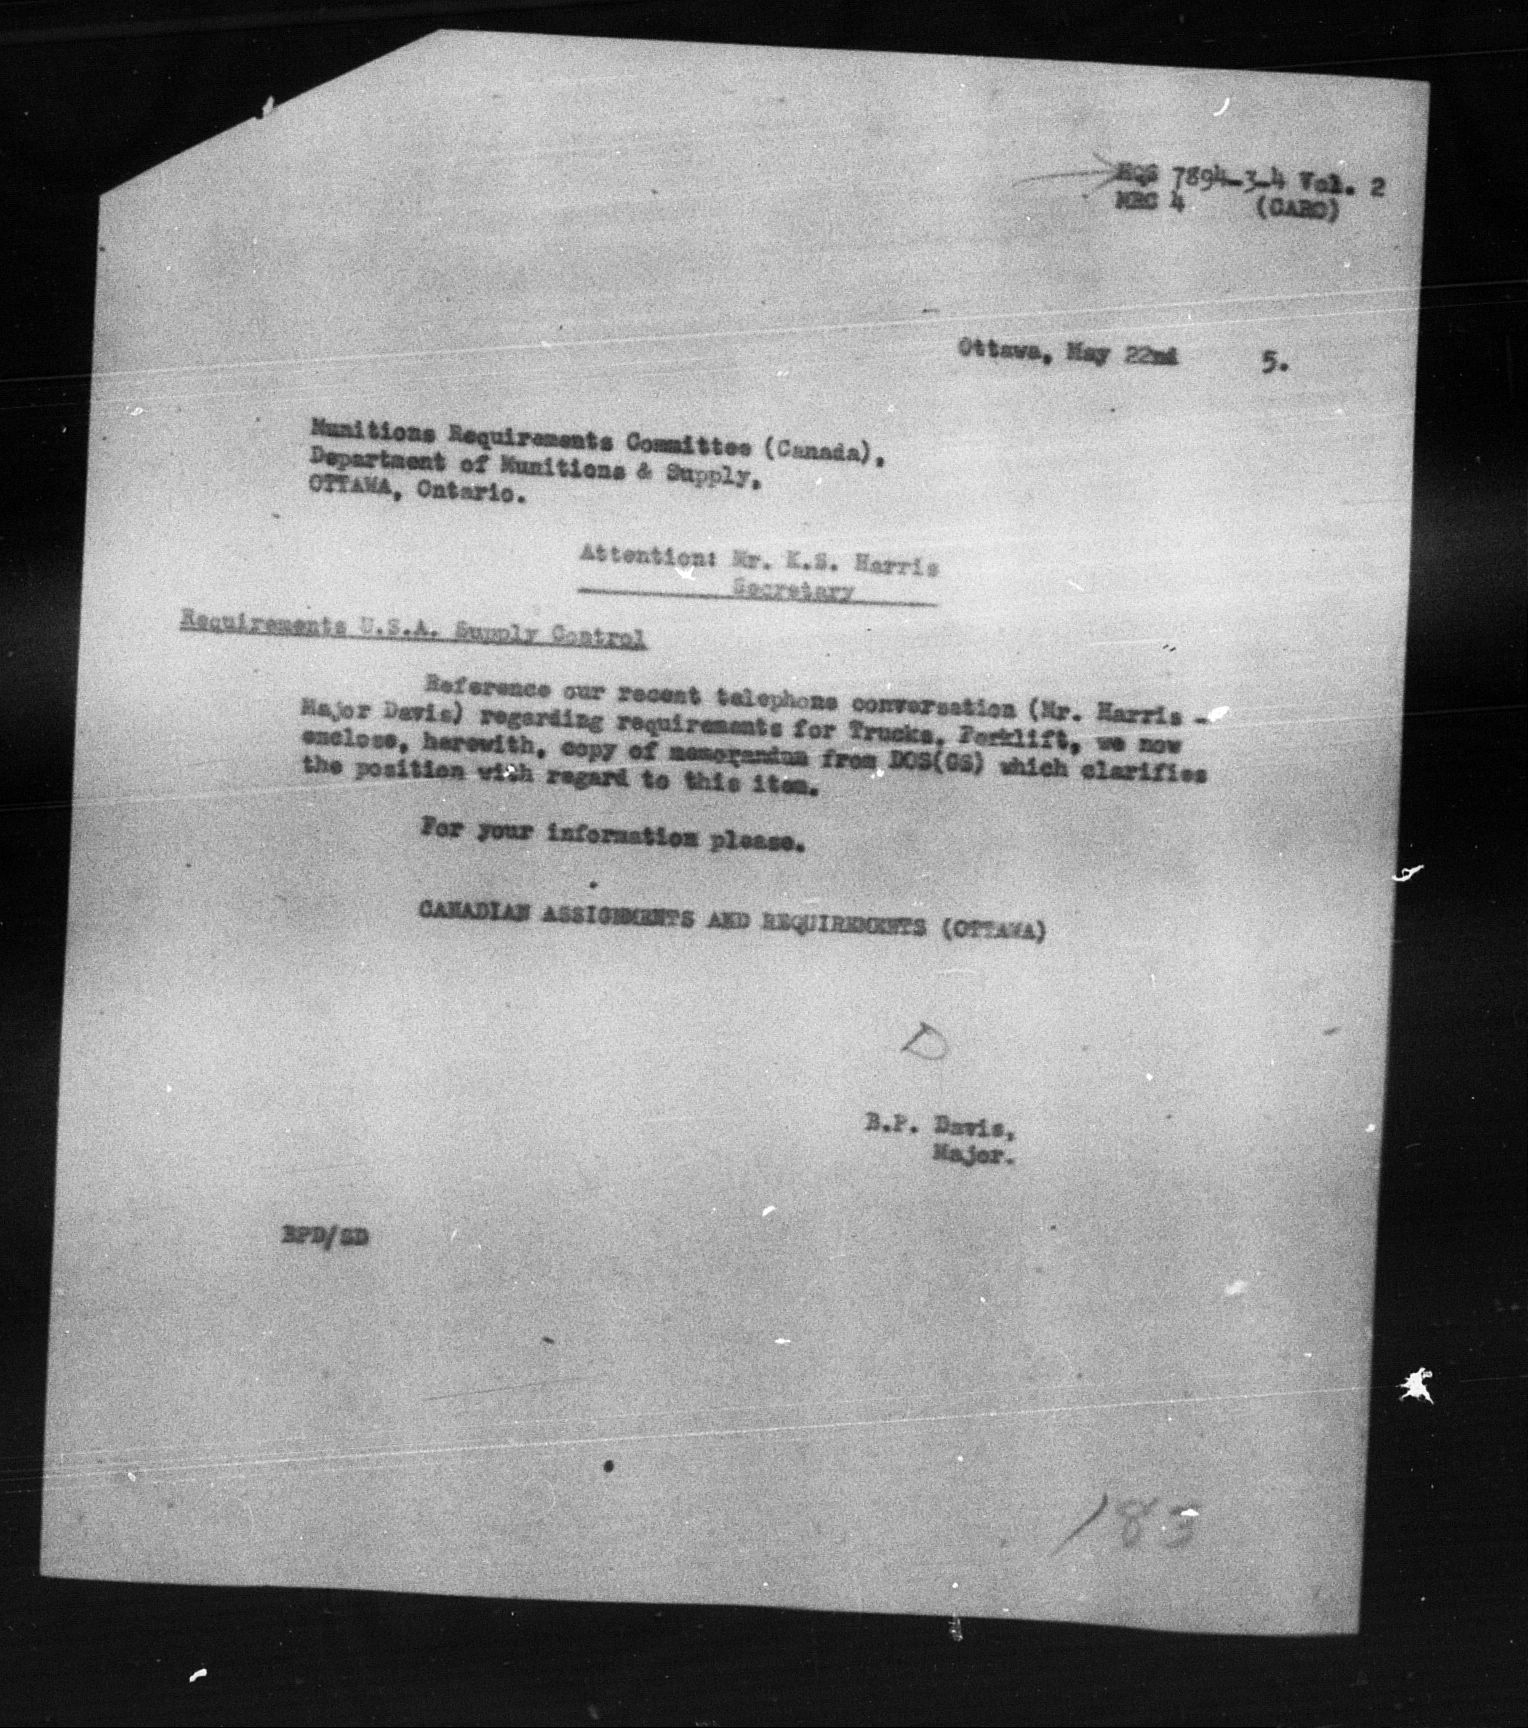 HQS 7894-3-4 Vol. 2
MRC 4 (CARO)
Ottawa, May 22nd 5.
Munitions Requirements Committee (Canada),
Department of Munitions & Supply,
OTTAWA, Ontario.
Attention: Mr. K.S. Harris
Secretary
Requirements U.S.A. Supply Control
Reference our recent telephone conversation (Mr. Harris -
Major Davis) regarding requirements for Trucks, Forklift, we now
enclose, herewith, copy of memorandum from DOS(GS) which clarifies
the position with regard to this item.
For your information please.
CANADIAN ASSIGNMENTS AND REQUIREMENTS (OTTAWA)
D
B.P. Davis,
Major.
BPD/SD
183